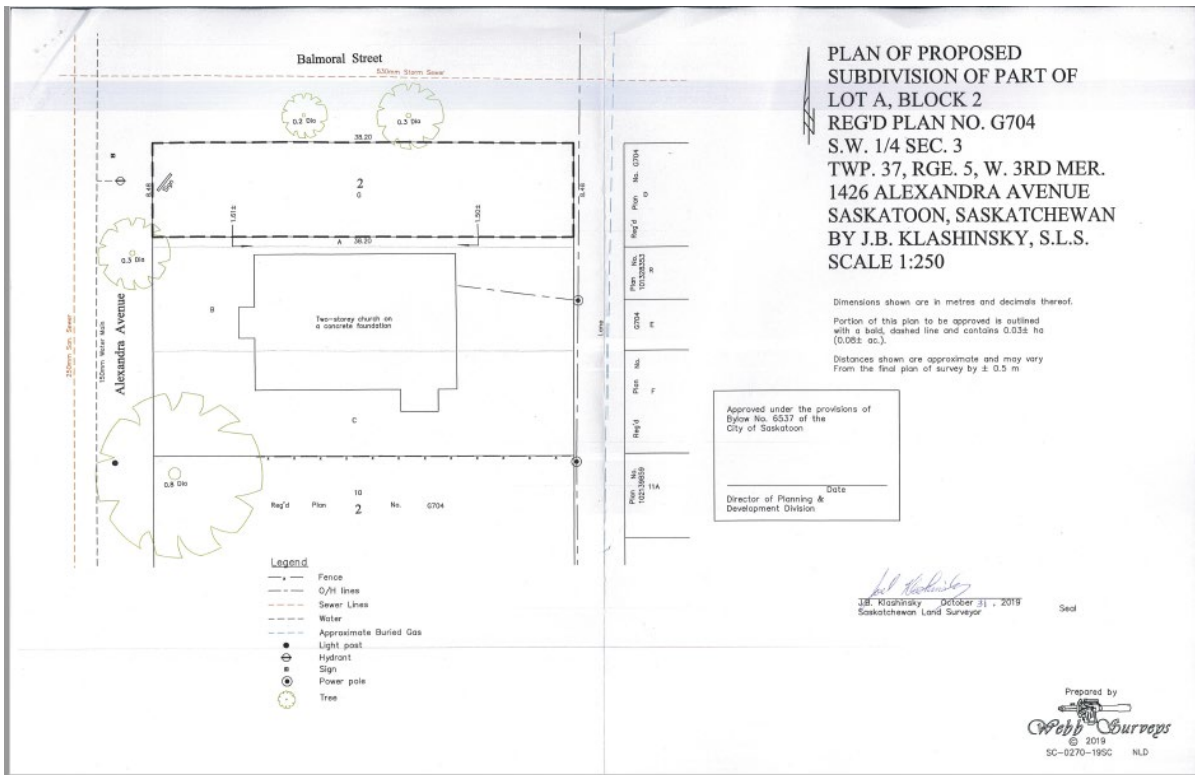 Balmoral Street
530mm Storm Sewer
0.2 Dia
0.3 Dia
38.20
2
G
8.48
8.48
1.61±
1.50±
A 38.20
0.3 Dia
B
Two-storey church on
a concrete foundation
C
0.8 Dia
10
Reg'd Plan 2 No. G704
250mm San. Sewer
150mm Water Main
Alexandra Avenue
Lane
Reg'd Plan No. G704
D
Plan No.
101328353
Reg'd Plan No. G704
E
F
Plan No.
11A
PLAN OF PROPOSED
SUBDIVISION OF PART OF
LOT A, BLOCK 2
REG'D PLAN NO. G704
S.W. 1/4 SEC. 3
TWP. 37, RGE. 5, W. 3RD MER.
1426 ALEXANDRA AVENUE
SASKATOON, SASKATCHEWAN
BY J.B. KLASHINSKY, S.L.S.
SCALE 1:250
Dimensions shown are in metres and decimals thereof.
Portion of this plan to be approved is outlined
with a bold, dashed line and contains 0.03± ha
(0.08± ac.).
Distances shown are approximate and may vary
From the final plan of survey by ± 0.5 m
Approved under the provisions of
Bylaw No. 6537 of the
City of Saskatoon
Date
Director of Planning &
Development Division
Legend
Fence
O/H lines
Sewer Lines
Water
Approximate Buried Gas
Light post
Hydrant
Sign
Power pole
Tree
Joel Klashinsky
J.B. Klashinsky October 31, 2019
Saskatchewan Land Surveyor
Seal
Prepared by
Webb Surveys
© 2019
SC-0270-19SC NLD